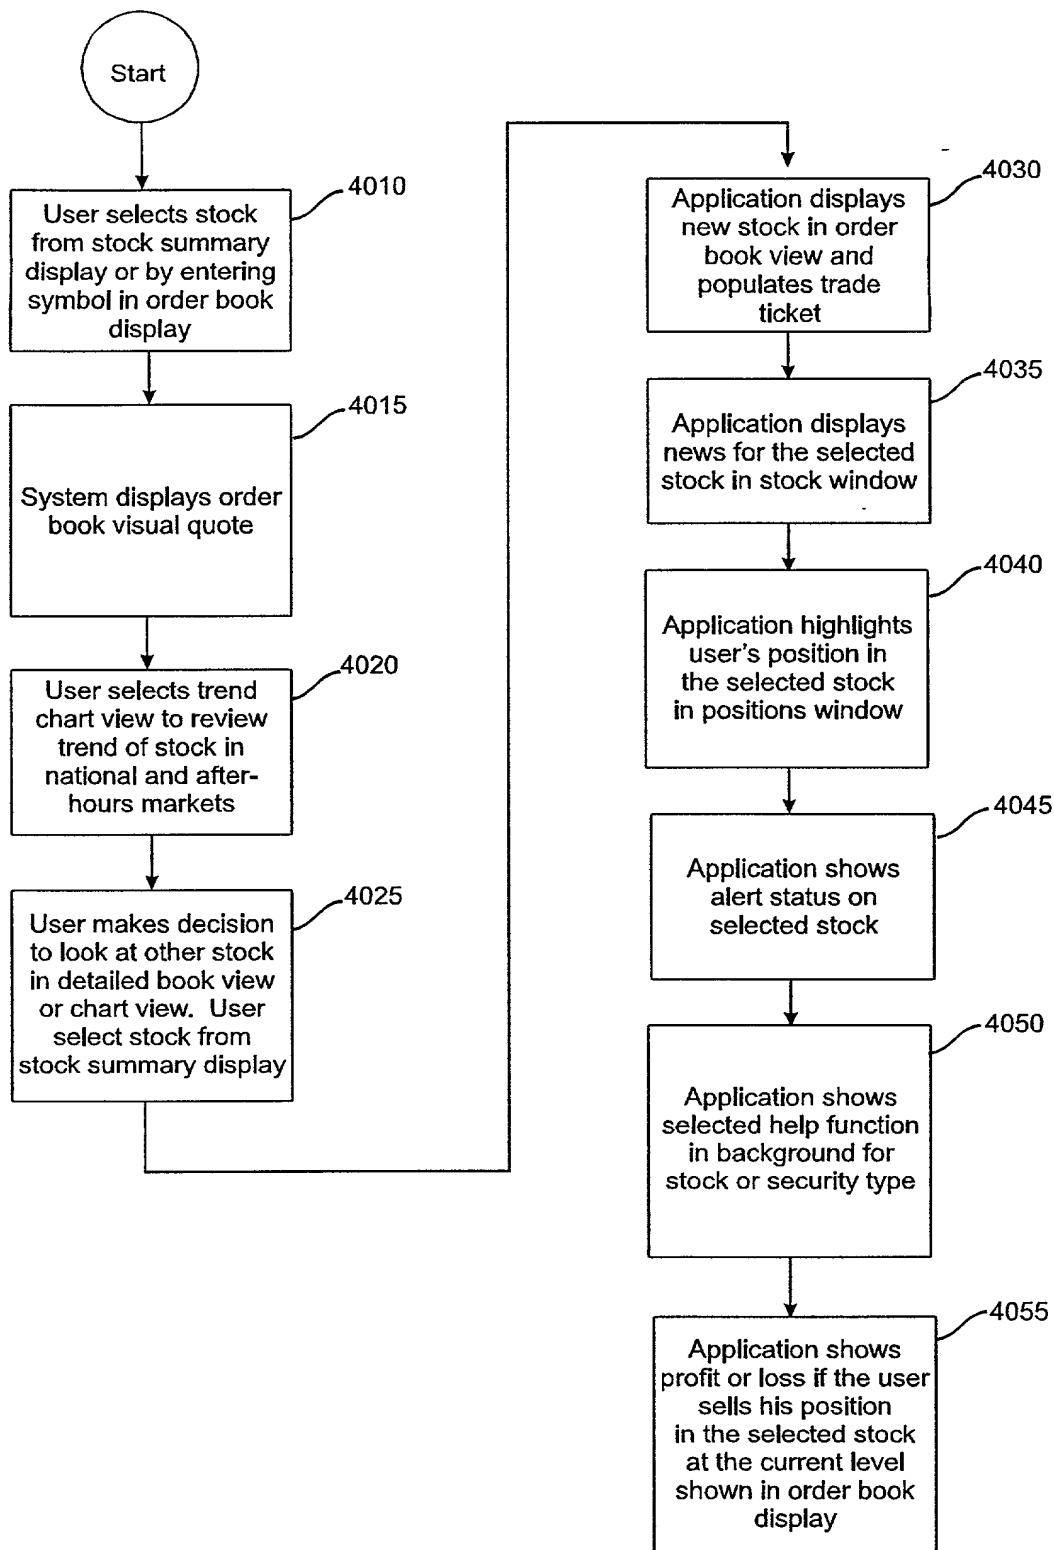 Start
4010
User selects stock
from stock summary
display or by entering
symbol in order book
display
4015
System displays order
book visual quote
4020
User selects trend
chart view to review
trend of stock in
national and after-
hours markets
4025
User makes decision
to look at other stock
in detailed book view
or chart view. User
select stock from
stock summary display
4030
Application displays
new stock in order
book view and
populates trade
ticket
4035
Application displays
news for the selected
stock in stock window
4040
Application highlights
user's position in
the selected stock
in positions window
4045
Application shows
alert status on
selected stock
4050
Application shows
selected help function
in background for
stock or security type
4055
Application shows
profit or loss if the user
sells his position
in the selected stock
at the current level
shown in order book
display